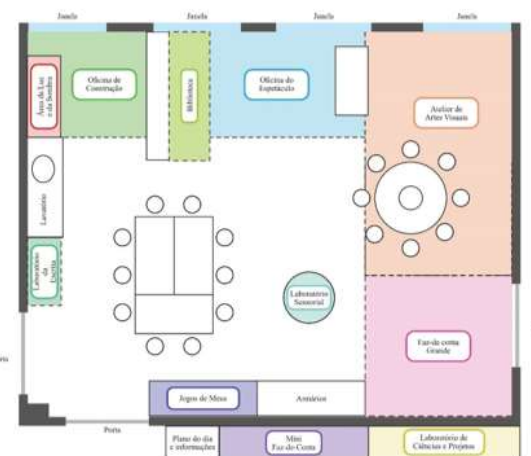 Janela
Janela
Janela
Janela
Oficina de
Construção
Biblioteca
Oficina do
Espetáculo
Atelier de
Artes Visuais
Área da Luz
e da Sombra
Lavatório
Laboratório
da
Escrita
Laboratório
Sensorial
Faz-de conta
Grande
Jogos de Mesa
Armários
Porta
Plano do dia
e informações
Mini
Faz-de-Conta
Laboratório de
Ciências e Projetos